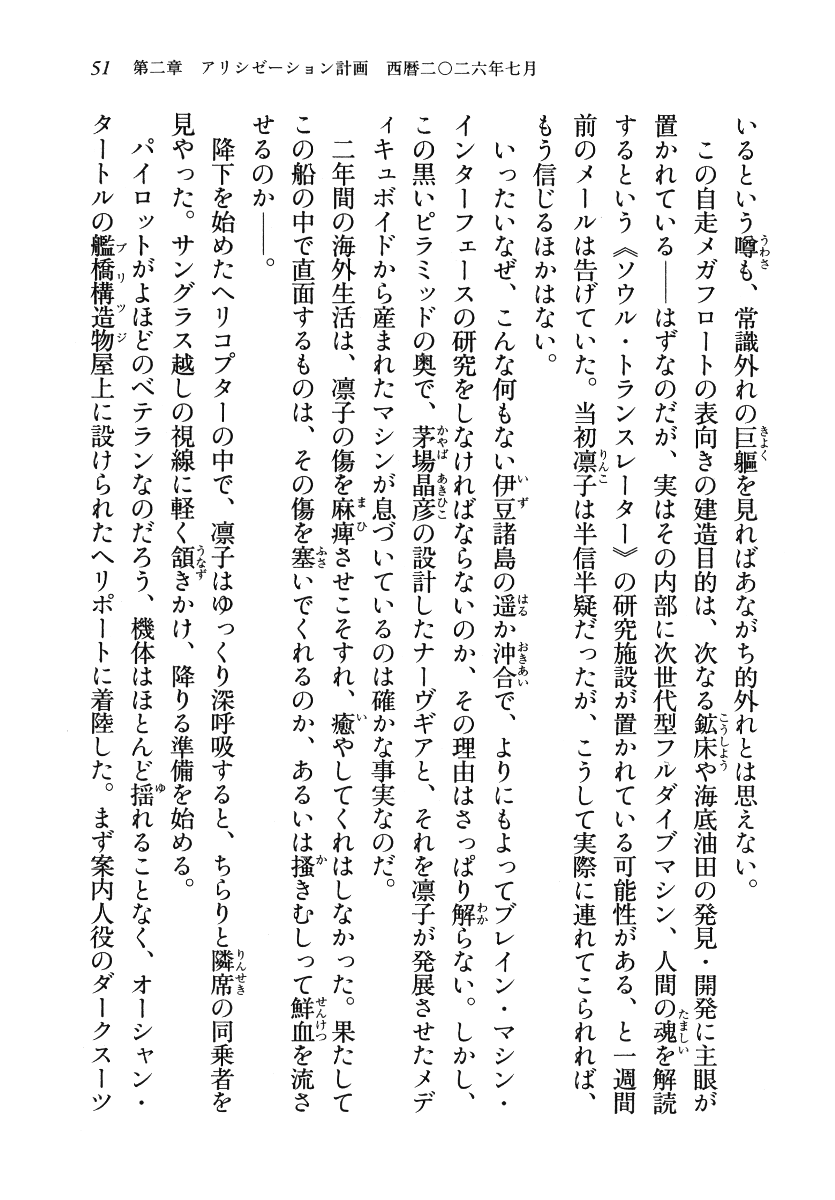 51　第二章　アリシゼーション計画　西暦二〇二六年七月
いるという噂も、常識外れの巨軀を見ればあながち的外れとは思えない。
　この自走メガフロートの表向きの建造目的は、次なる鉱床や海底油田の発見・開発に主眼が
置かれている――はずなのだが、実はその内部に次世代型フルダイブマシン、人間の魂を解読
するという《ソウル・トランスレーター》の研究施設が置かれている可能性がある、と一週間
前のメールは告げていた。当初凛子は半信半疑だったが、こうして実際に連れてこられれば、
もう信じるほかはない。
　いったいなぜ、こんな何もない伊豆諸島の遥か沖合で、よりにもよってブレイン・マシン・
インターフェースの研究をしなければならないのか、その理由はさっぱり解らない。しかし、
この黒いピラミッドの奥で、茅場晶彦の設計したナーヴギアと、それを凛子が発展させたメデ
ィキュボイドから産まれたマシンが息づいているのは確かな事実なのだ。
　二年間の海外生活は、凛子の傷を麻痺させこそすれ、癒やしてくれはしなかった。果たして
この船の中で直面するものは、その傷を塞いでくれるのか、あるいは掻きむしって鮮血を流さ
せるのか――。
　降下を始めたヘリコプターの中で、凛子はゆっくり深呼吸すると、ちらりと隣席の同乗者を
見やった。サングラス越しの視線に軽く頷きかけ、降りる準備を始める。
　パイロットがよほどのベテランなのだろう、機体はほとんど揺れることなく、オーシャン・
タートルの艦橋構造物屋上に設けられたヘリポートに着陸した。まず案内人役のダークスーツ